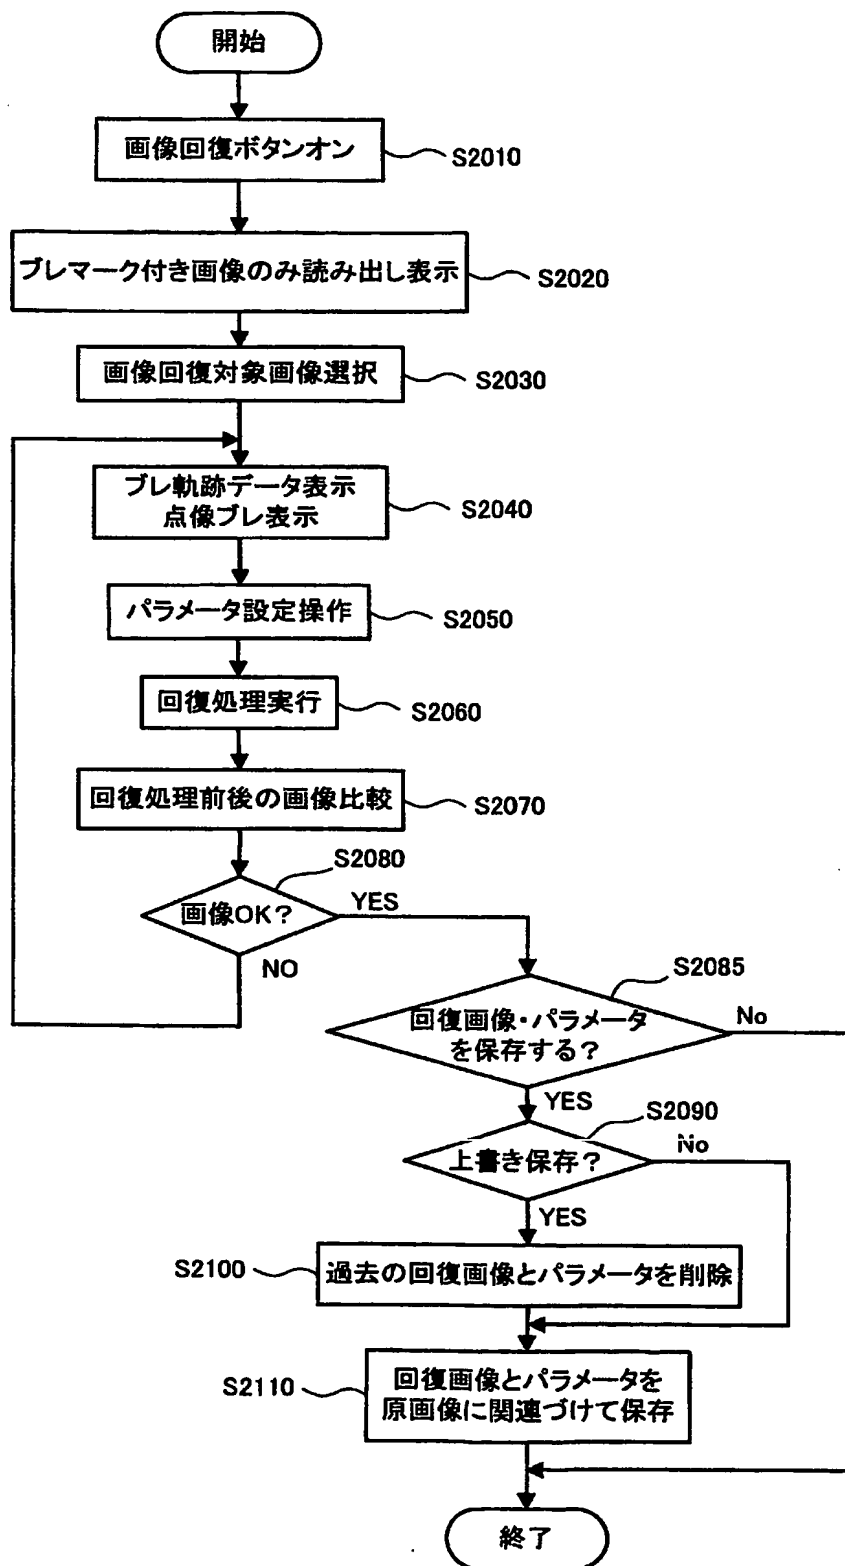 開始
画像回復ボタンオン
S2010
ブレマーク付き画像のみ読み出し表示
S2020
画像回復対象画像選択
S2030
ブレ軌跡データ表示
点像ブレ表示
S2040
パラメータ設定操作
S2050
回復処理実行
S2060
回復処理前後の画像比較
S2070
S2080
画像OK?
YES
NO
S2085
回復画像・パラメータ
を保存する?
No
YES
S2090
上書き保存?
No
YES
S2100
過去の回復画像とパラメータを削除
S2110
回復画像とパラメータを
原画像に関連づけて保存
終了